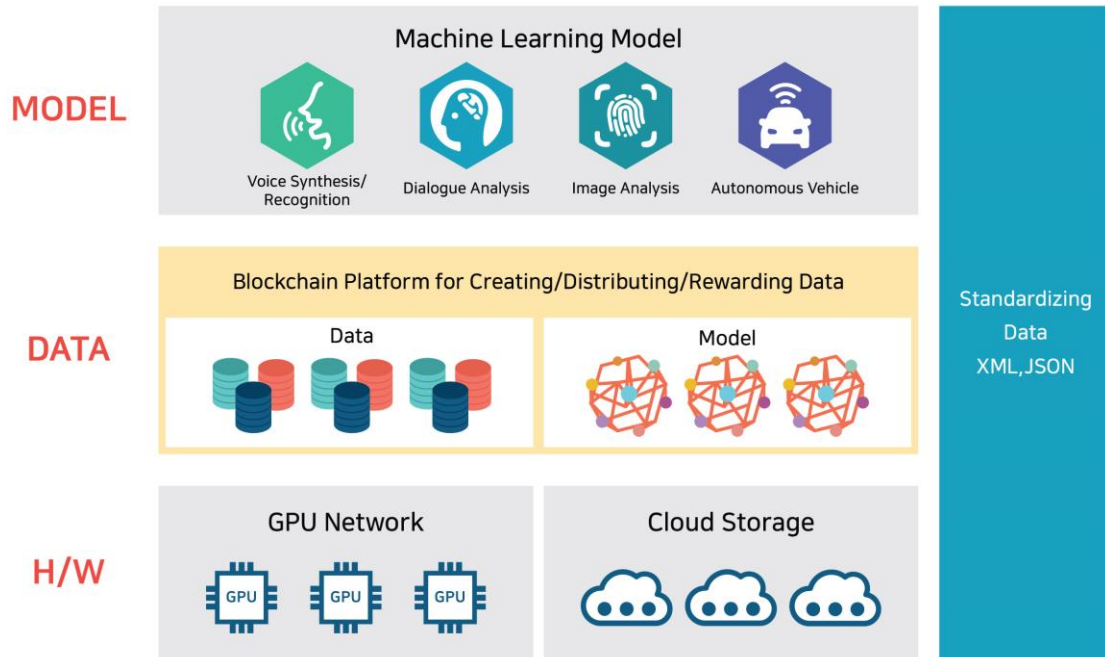 MODEL
Machine Learning Model
Voice Synthesis/
Recognition
Dialogue Analysis
Image Analysis
Autonomous Vehicle
DATA
Blockchain Platform for Creating/Distributing/Rewarding Data
Data
Model
H/W
GPU Network
GPU
GPU
GPU
Cloud Storage
Standardizing
Data
XML,JSON